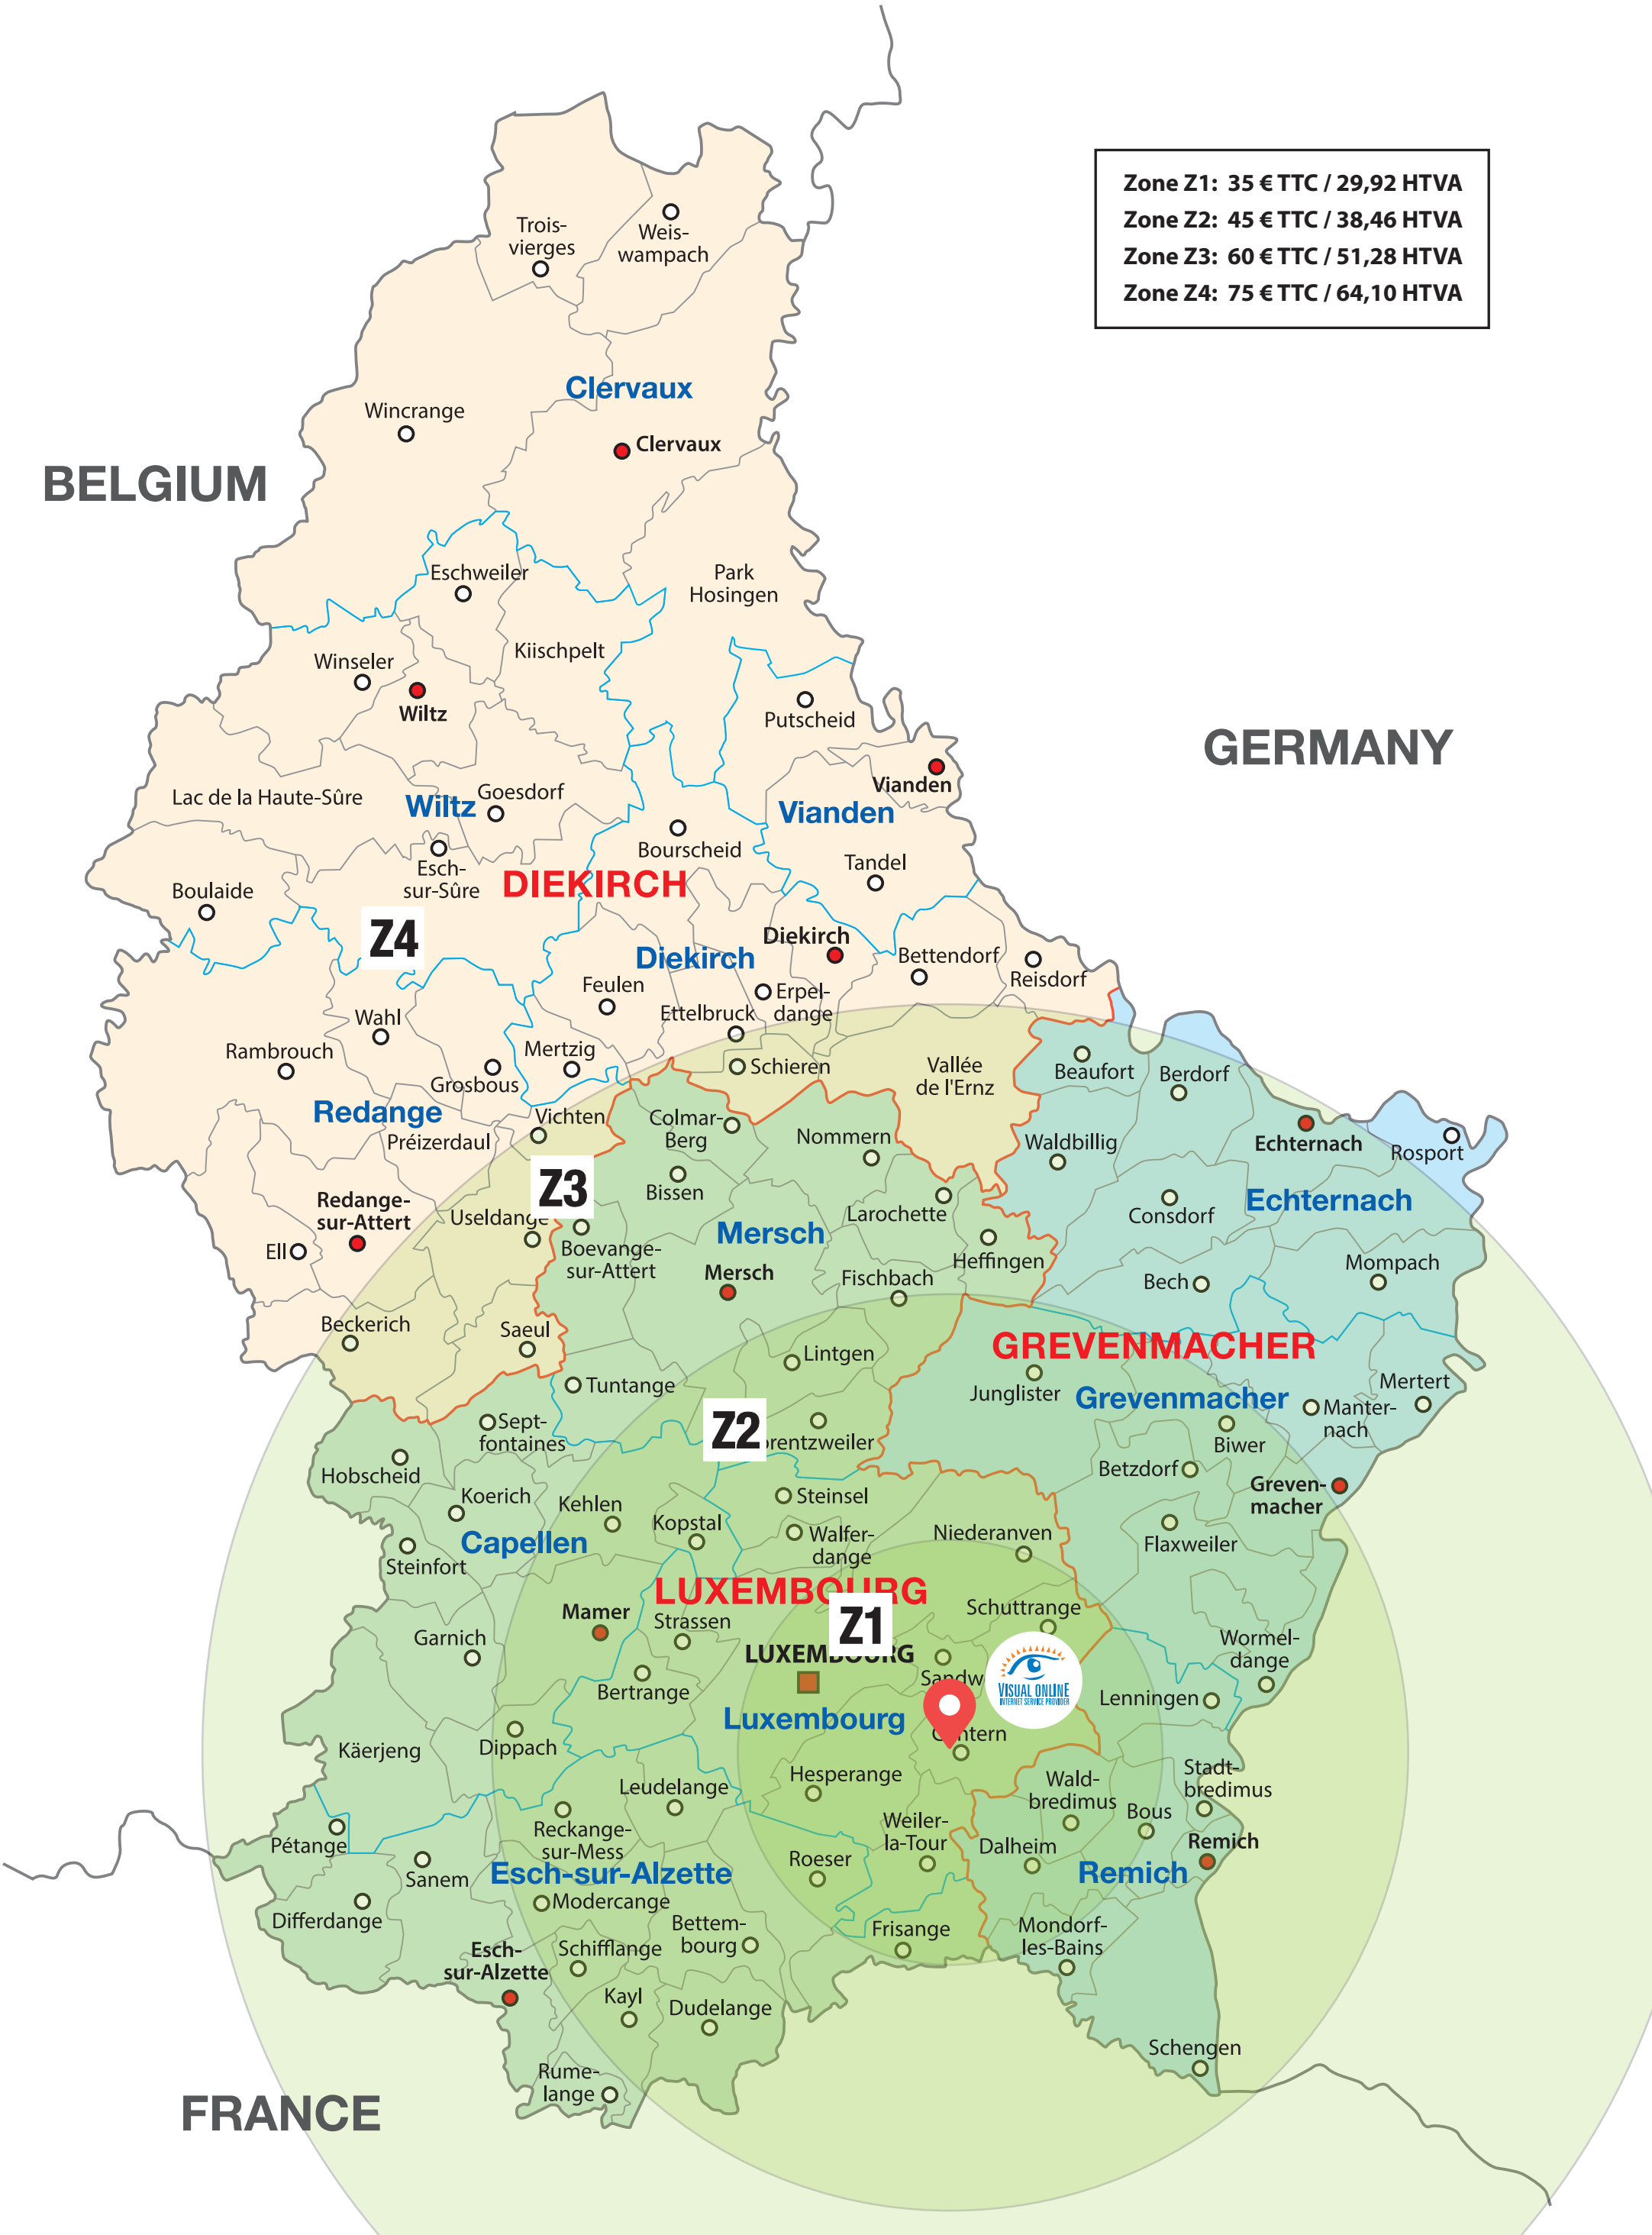 Zone Z1: 35 € TTC / 29,92 HTVA
Zone Z2: 45 € TTC / 38,46 HTVA
Zone Z3: 60 € TTC / 51,28 HTVA
Zone Z4: 75 € TTC / 64,10 HTVA
Trois-
vierges
Weis-
wampach
Clervaux
Wincrange
Clervaux
BELGIUM
Eschweiler
Park
Hosingen
Kiischpelt
Winseler
Wiltz
Putscheid
GERMANY
Vianden
Lac de la Haute-Sûre
Wiltz
Goesdorf
Vianden
Bourscheid
Esch-
sur-Sûre
Tandel
DIEKIRCH
Boulaide
Z4
Diekirch
Diekirch
Bettendorf
Reisdorf
Feulen
Erpel-
dange
Ettelbruck
Wahl
Rambrouch
Mertzig
Grosbous
Schieren
Vallée
de l'Ernz
Beaufort
Berdorf
Redange
Vichten
Préizerdaul
Colmar-
Berg
Nommern
Waldbillig
Echternach
Rosport
Z3
Bissen
Redange-
sur-Attert
Useldange
Larochette
Consdorf
Echternach
Mersch
Ell
Boevange-
sur-Attert
Mersch
Heffingen
Fischbach
Bech
Mompach
Beckerich
Saeul
GREVENMACHER
Lintgen
Tuntange
Junglister
Grevenmacher
Mertert
Manter-
nach
Sept-
fontaines
Z2
rentzweiler
Biwer
Hobscheid
Betzdorf
Greven-
macher
Koerich
Kehlen
Steinsel
Capellen
Kopstal
Walfer-
dange
Niederanven
Flaxweiler
Steinfort
LUXEMBOURG
Mamer
Strassen
Z1
Schuttrange
Garnich
LUXEMBOURG
Sandw
VISUAL ONLINE
INTERNET SERVICE PROVIDER
Wormel-
dange
Bertrange
Luxembourg
Lenningen
Käerjeng
Dippach
ntern
Leudelange
Hesperange
Wald-
bredimus
Stadt-
bredimus
Bous
Pétange
Reckange-
sur-Mess
Weiler-
la-Tour
Dalheim
Remich
Sanem
Esch-sur-Alzette
Roeser
Remich
Differdange
Modercange
Bettem-
bourg
Frisange
Mondorf-
les-Bains
Esch-
sur-Alzette
Schifflange
Kayl
Dudelange
Schengen
Rume-
lange
FRANCE